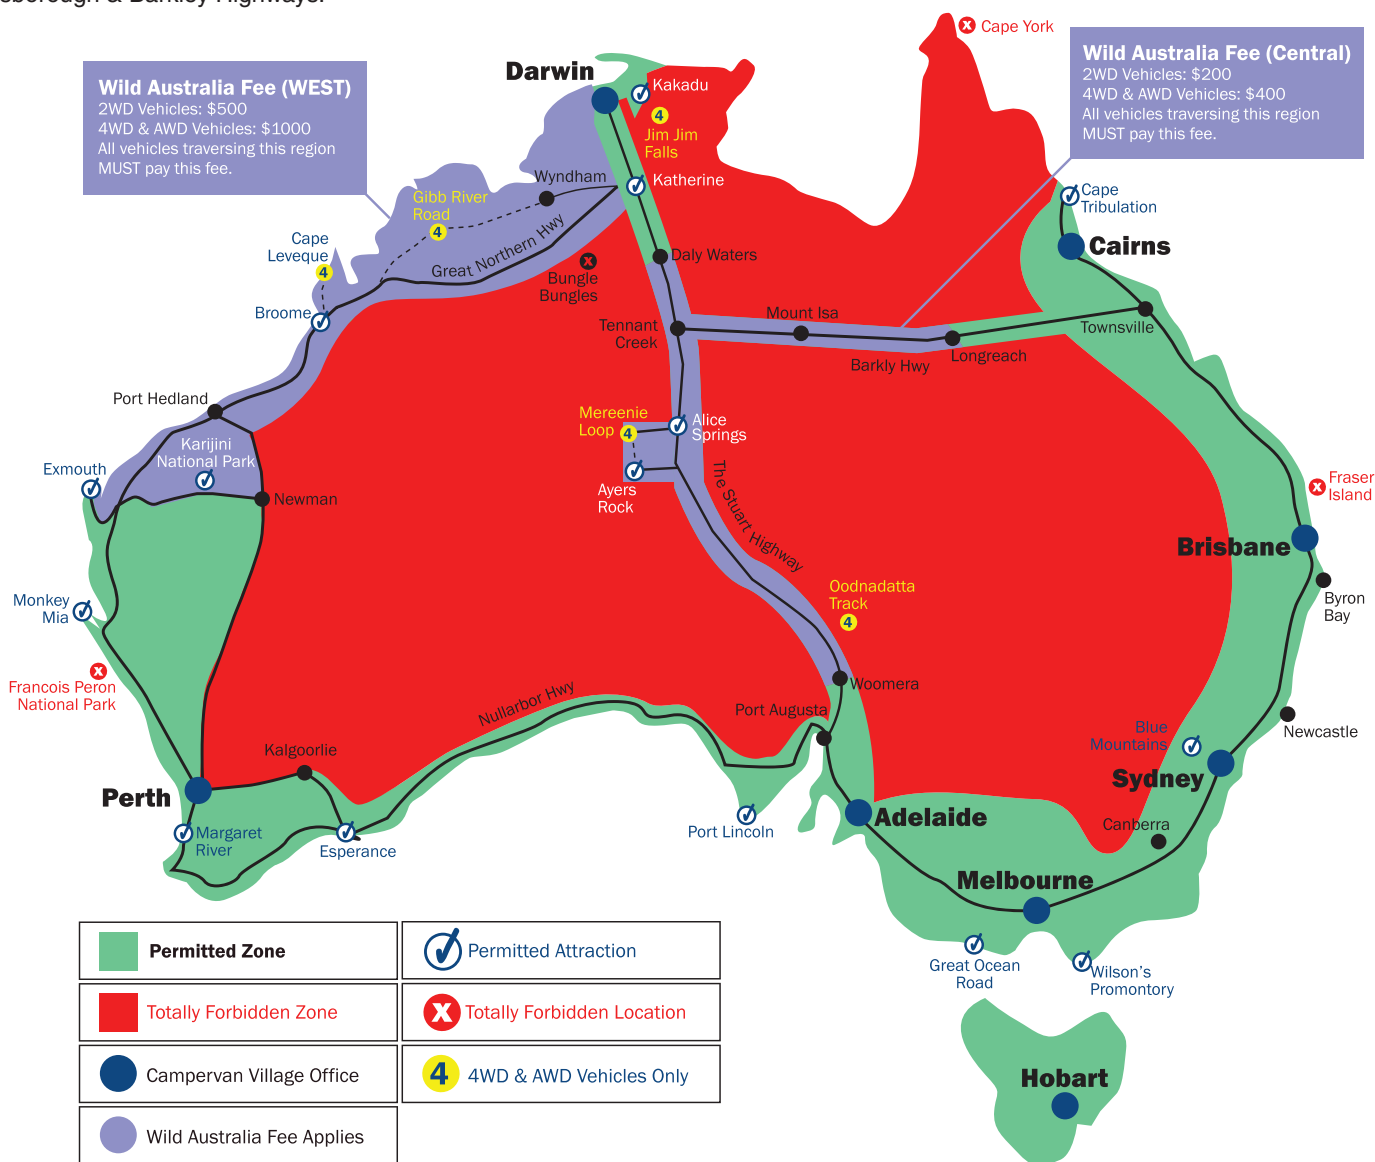 sborough & Barkley Highways.
Cape York
Wild Australia Fee (Central)
2WD Vehicles: $200
4WD & AWD Vehicles: $400
All vehicles traversing this region
MUST pay this fee.
Wild Australia Fee (WEST)
2WD Vehicles: $500
4WD & AWD Vehicles: $1000
All vehicles traversing this region
MUST pay this fee.
Darwin
Kakadu
4
Jim Jim
Falls
Katherine
Wyndham
Gibb River
Road
4
Great Northern Hwy
Cape
Leveque
4
Broome
Bungle
Bungles
Daly Waters
Cape
Tribulation
Cairns
Townsville
Mount Isa
Tennant
Creek
Barkly Hwy
Longreach
Port Hedland
Karijini
National Park
Exmouth
Newman
Mereenie
Loop
4
Alice
Springs
Ayers
Rock
The Stuart Highway
Fraser
Island
Brisbane
Byron
Bay
Oodnadatta
Track
4
Monkey
Mia
Francois Peron
National Park
Woomera
Port Augusta
Nullarbor Hwy
Kalgoorlie
Perth
Margaret
River
Esperance
Port Lincoln
Adelaide
Newcastle
Blue
Mountains
Sydney
Canberra
Melbourne
Great Ocean
Road
Wilson's
Promontory
Hobart
Permitted Zone
Permitted Attraction
Totally Forbidden Zone
X
Totally Forbidden Location
Campervan Village Office
4
4WD & AWD Vehicles Only
Wild Australia Fee Applies